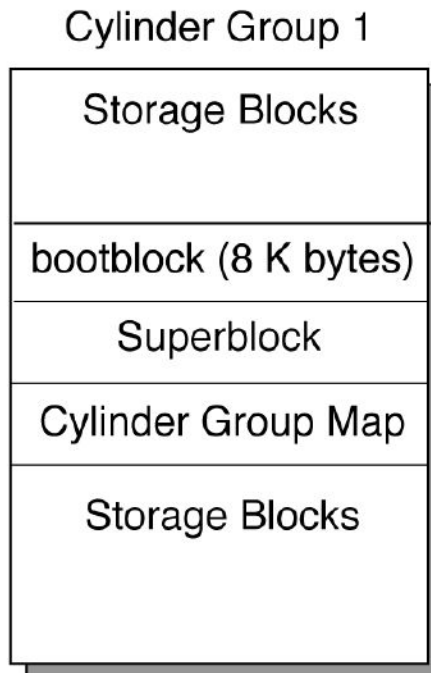 Cylinder Group 1
Storage Blocks
bootblock (8 K bytes)
Superblock
Cylinder Group Map
Storage Blocks